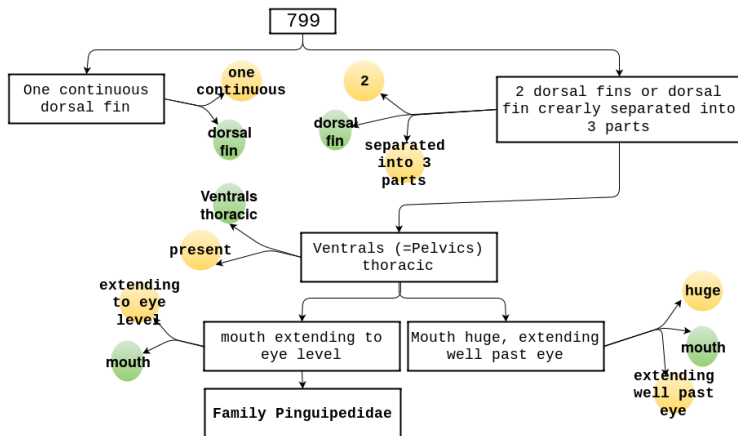 799
One continuous
dorsal fin
one
continuous
dorsal
fin
2
dorsal
fin
separated
into 3
parts
2 dorsal fins or dorsal
fin crearly separated into
3 parts
Ventrals
thoracic
present
Ventrals (=Pelvics)
thoracic
extending
to eye
level
mouth
mouth extending to
eye level
Mouth huge, extending
well past eye
huge
mouth
extending
well past
eye
Family Pinguipedidae